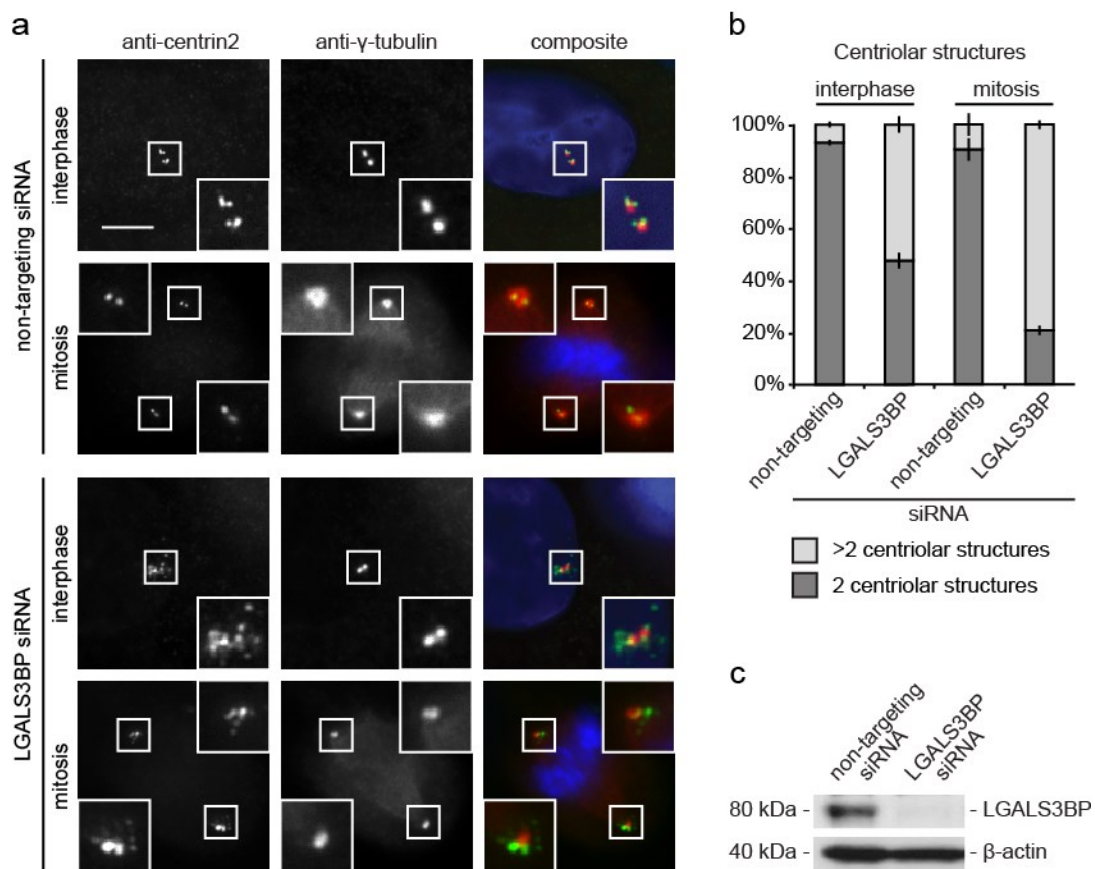 a
anti-centrin2
anti-γ-tubulin
composite
non-targeting siRNA
interphase
mitosis
LGALS3BP siRNA
interphase
mitosis
b
Centriolar structures
interphase
mitosis
100%
80%
60%
40%
20%
0%
non-targeting
LGALS3BP
non-targeting
LGALS3BP
siRNA
>2 centriolar structures
2 centriolar structures
c
non-targeting
siRNA
LGALS3BP
siRNA
80 kDa -
- LGALS3BP
40 kDa -
- β-actin